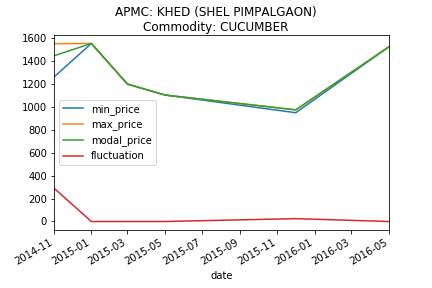 APMC: KHED (SHEL PIMPALGAON)
Commodity: CUCUMBER
1600
1400
1200
1000
800
600
400
200
0
min_price
max_price
modal_price
fluctuation
2014-11
2015-01
2015-03
2015-05
2015-07
2015-09
2015-11
2016-01
2016-03
2016-05
date